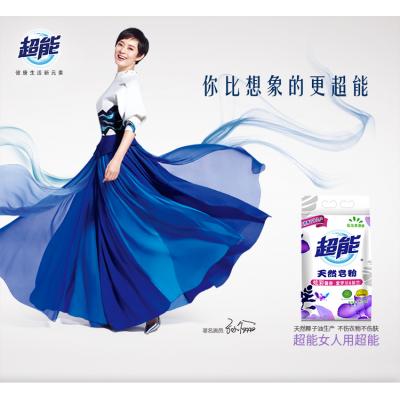 超能
健康生活新元素
你比想象的更超能
超能
天然皂粉
著名演员
天然椰子油生产 不伤衣物不伤肤
超能女人用超能